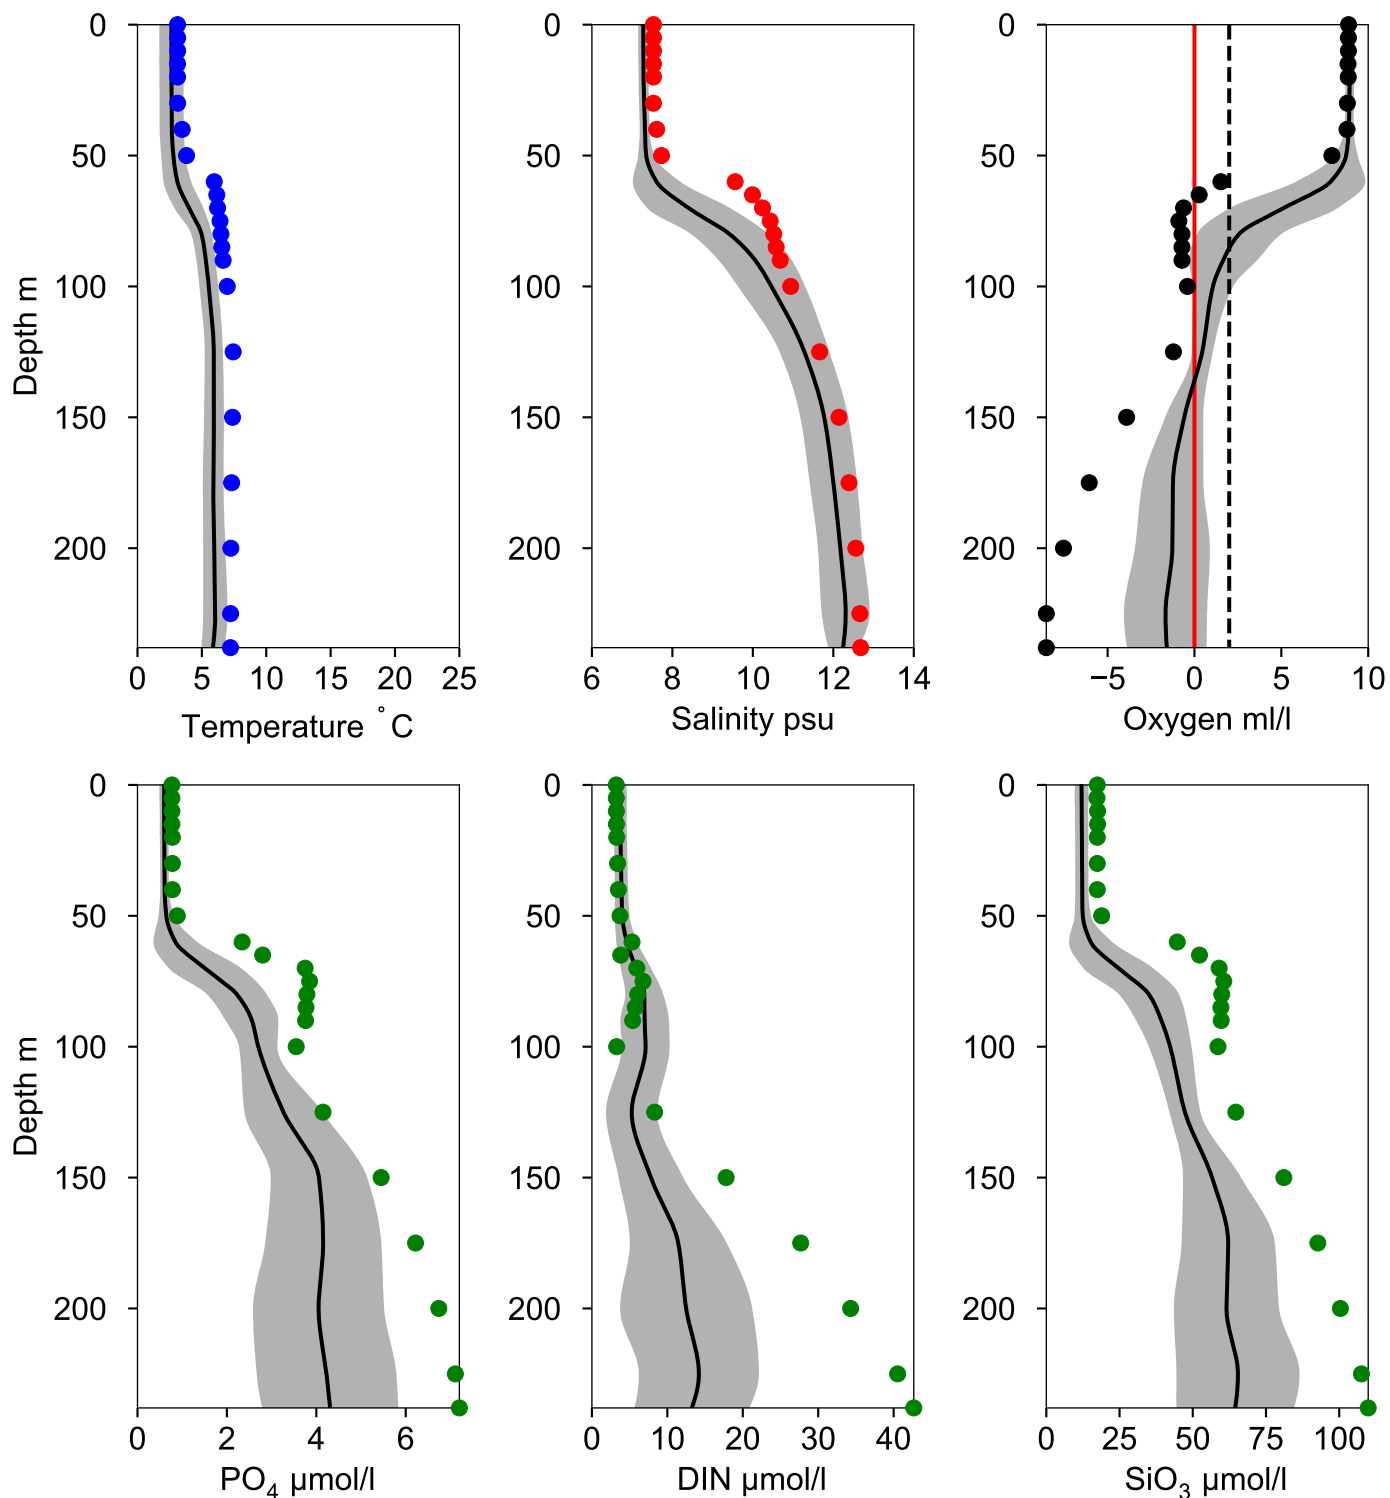 0
50
100
150
200
Depth m
0 5 10 15 20 25
Temperature °C
0
50
100
150
200
6 8 10 12 14
Salinity psu
0
50
100
150
200
−5 0 5 10
Oxygen ml/l
0
50
100
150
200
Depth m
0 2 4 6
PO₄ µmol/l
0
50
100
150
200
0 10 20 30 40
DIN µmol/l
0
50
100
150
200
0 25 50 75 100
SiO₃ µmol/l